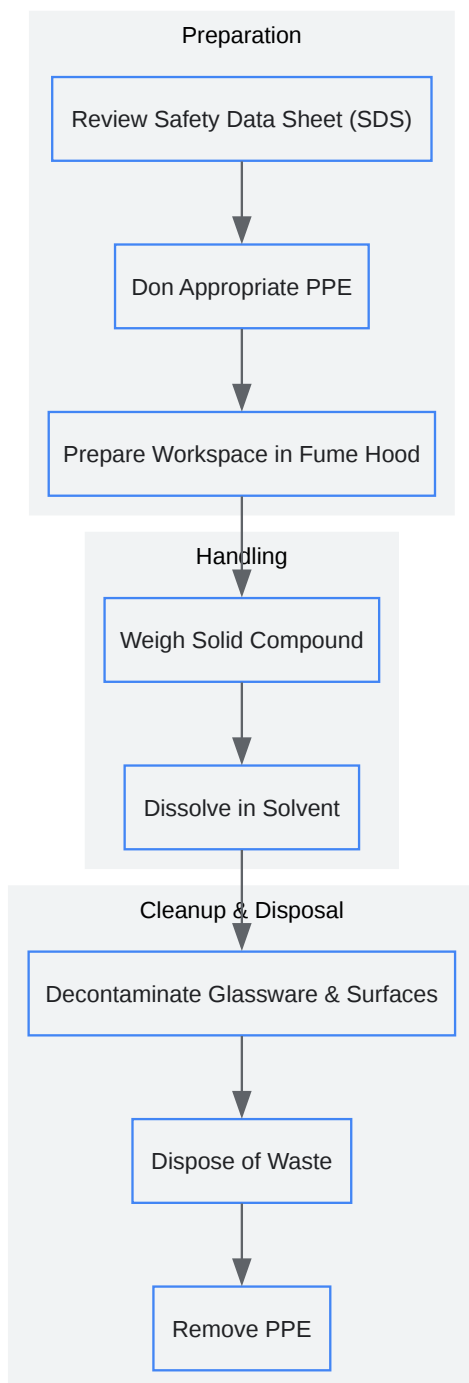 Preparation
Review Safety Data Sheet (SDS)
Don Appropriate PPE
Prepare Workspace in Fume Hood
Handling
Weigh Solid Compound
Dissolve in Solvent
Cleanup & Disposal
Decontaminate Glassware & Surfaces
Dispose of Waste
Remove PPE